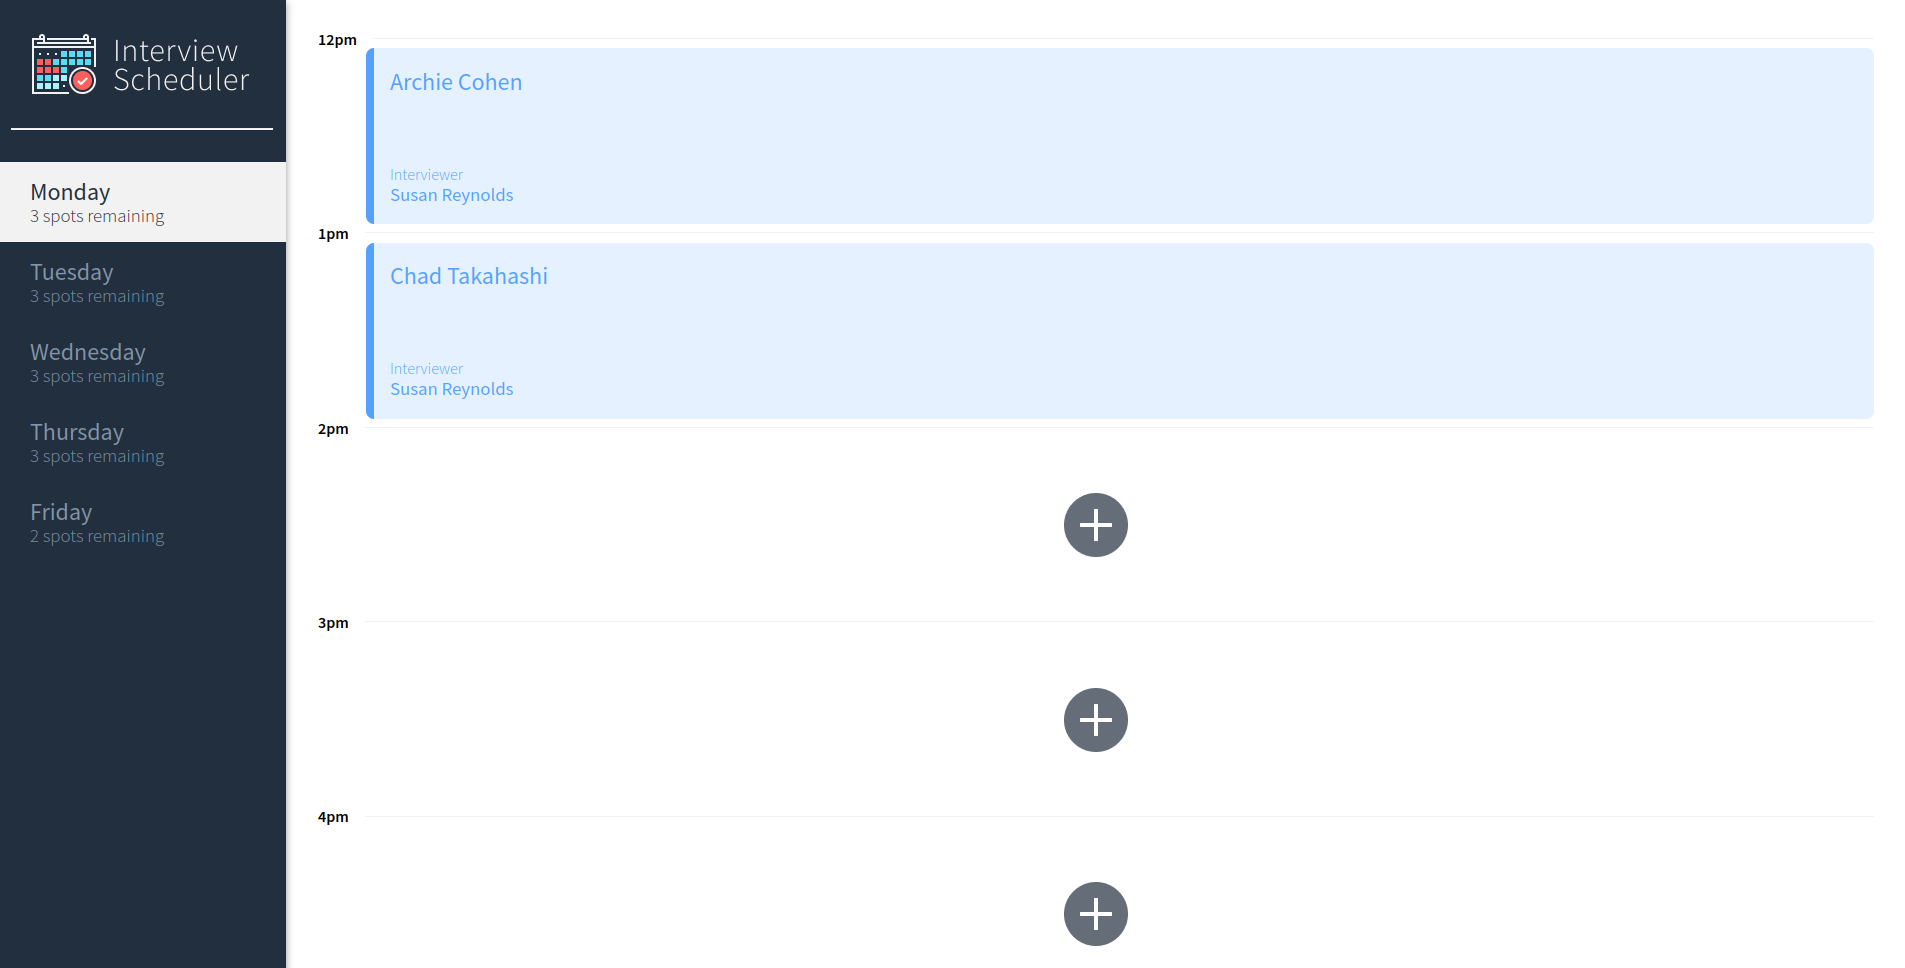 Interview
Scheduler
Monday
3 spots remaining
Tuesday
3 spots remaining
Wednesday
3 spots remaining
Thursday
3 spots remaining
Friday
2 spots remaining
12pm
Archie Cohen
Interviewer
Susan Reynolds
1pm
Chad Takahashi
Interviewer
Susan Reynolds
2pm
3pm
4pm